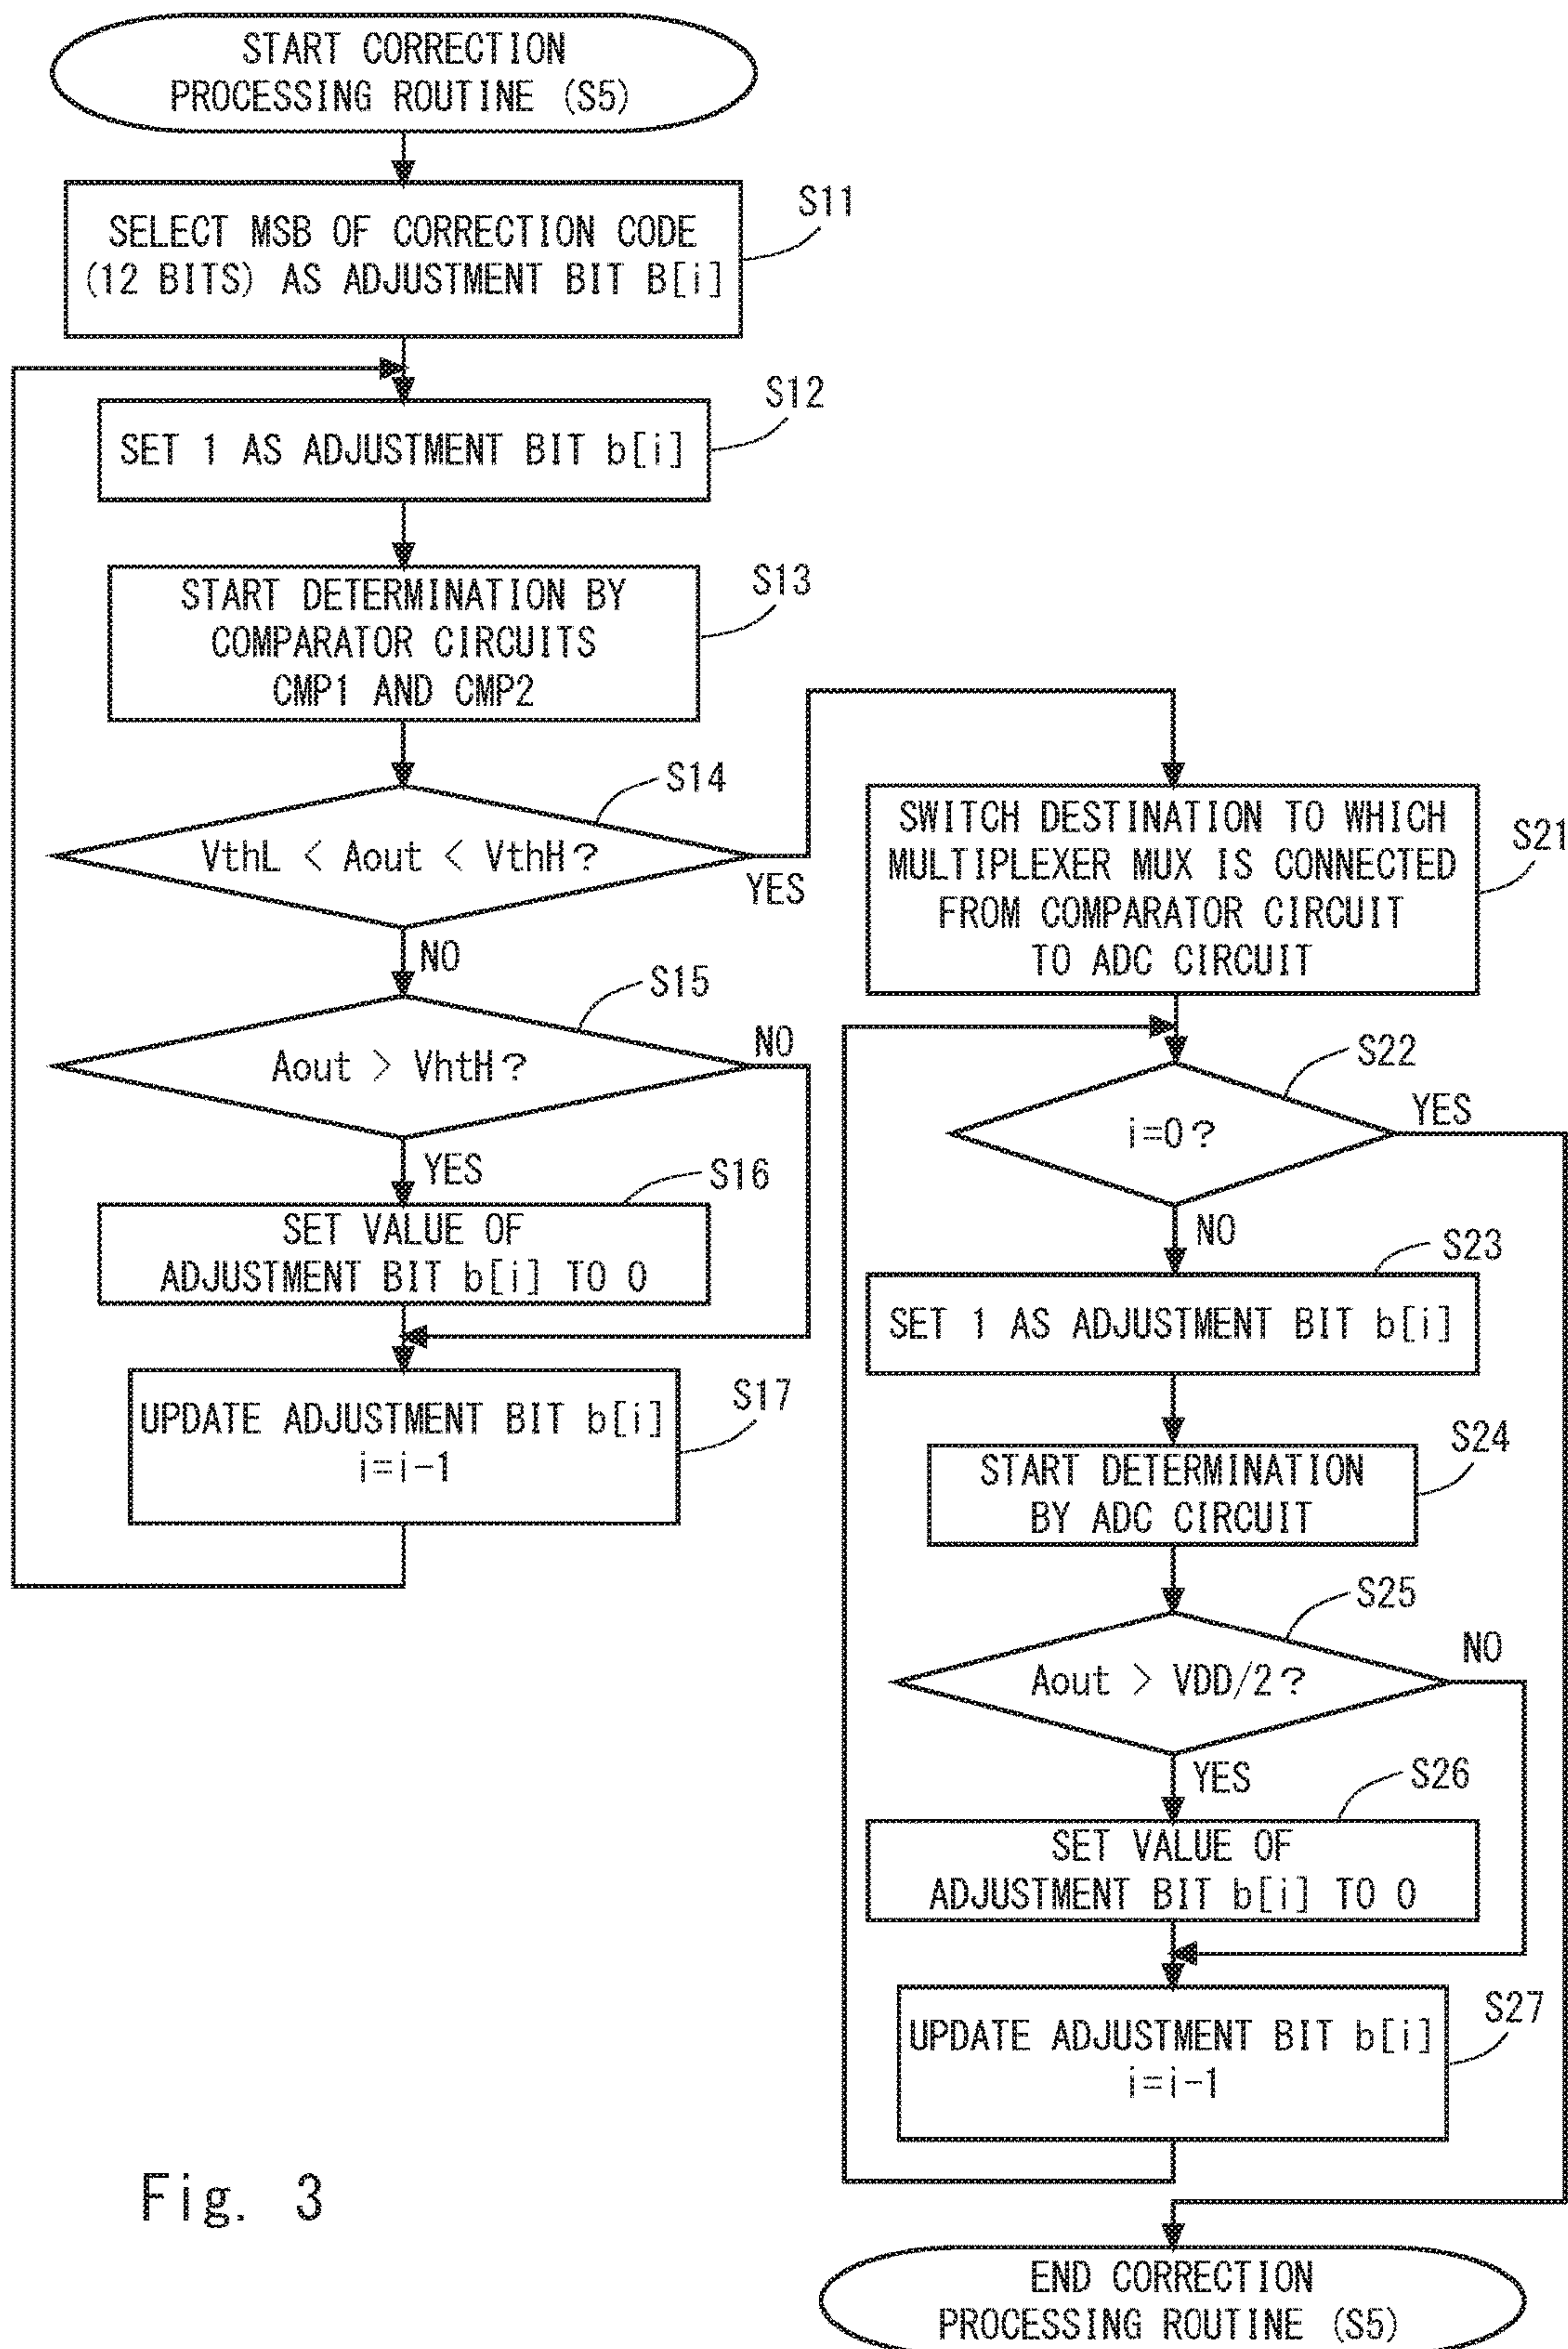 START CORRECTION
PROCESSING ROUTINE (S5)
SELECT MSB OF CORRECTION CODE
(12 BITS) AS ADJUSTMENT BIT B[i]
S11
SET 1 AS ADJUSTMENT BIT b[i]
S12
START DETERMINATION BY
COMPARATOR CIRCUITS
CMP1 AND CMP2
S13
VthL < Aout < VthH?
S14
YES
NO
Aout > VhtH?
S15
NO
YES
SET VALUE OF
ADJUSTMENT BIT b[i] TO 0
S16
UPDATE ADJUSTMENT BIT b[i]
i=i-1
S17
SWITCH DESTINATION TO WHICH
MULTIPLEXER MUX IS CONNECTED
FROM COMPARATOR CIRCUIT
TO ADC CIRCUIT
S21
i=0?
S22
YES
NO
SET 1 AS ADJUSTMENT BIT b[i]
S23
START DETERMINATION
BY ADC CIRCUIT
S24
Aout > VDD/2?
S25
NO
YES
SET VALUE OF
ADJUSTMENT BIT b[i] TO 0
S26
UPDATE ADJUSTMENT BIT b[i]
i=i-1
S27
END CORRECTION
PROCESSING ROUTINE (S5)
Fig. 3